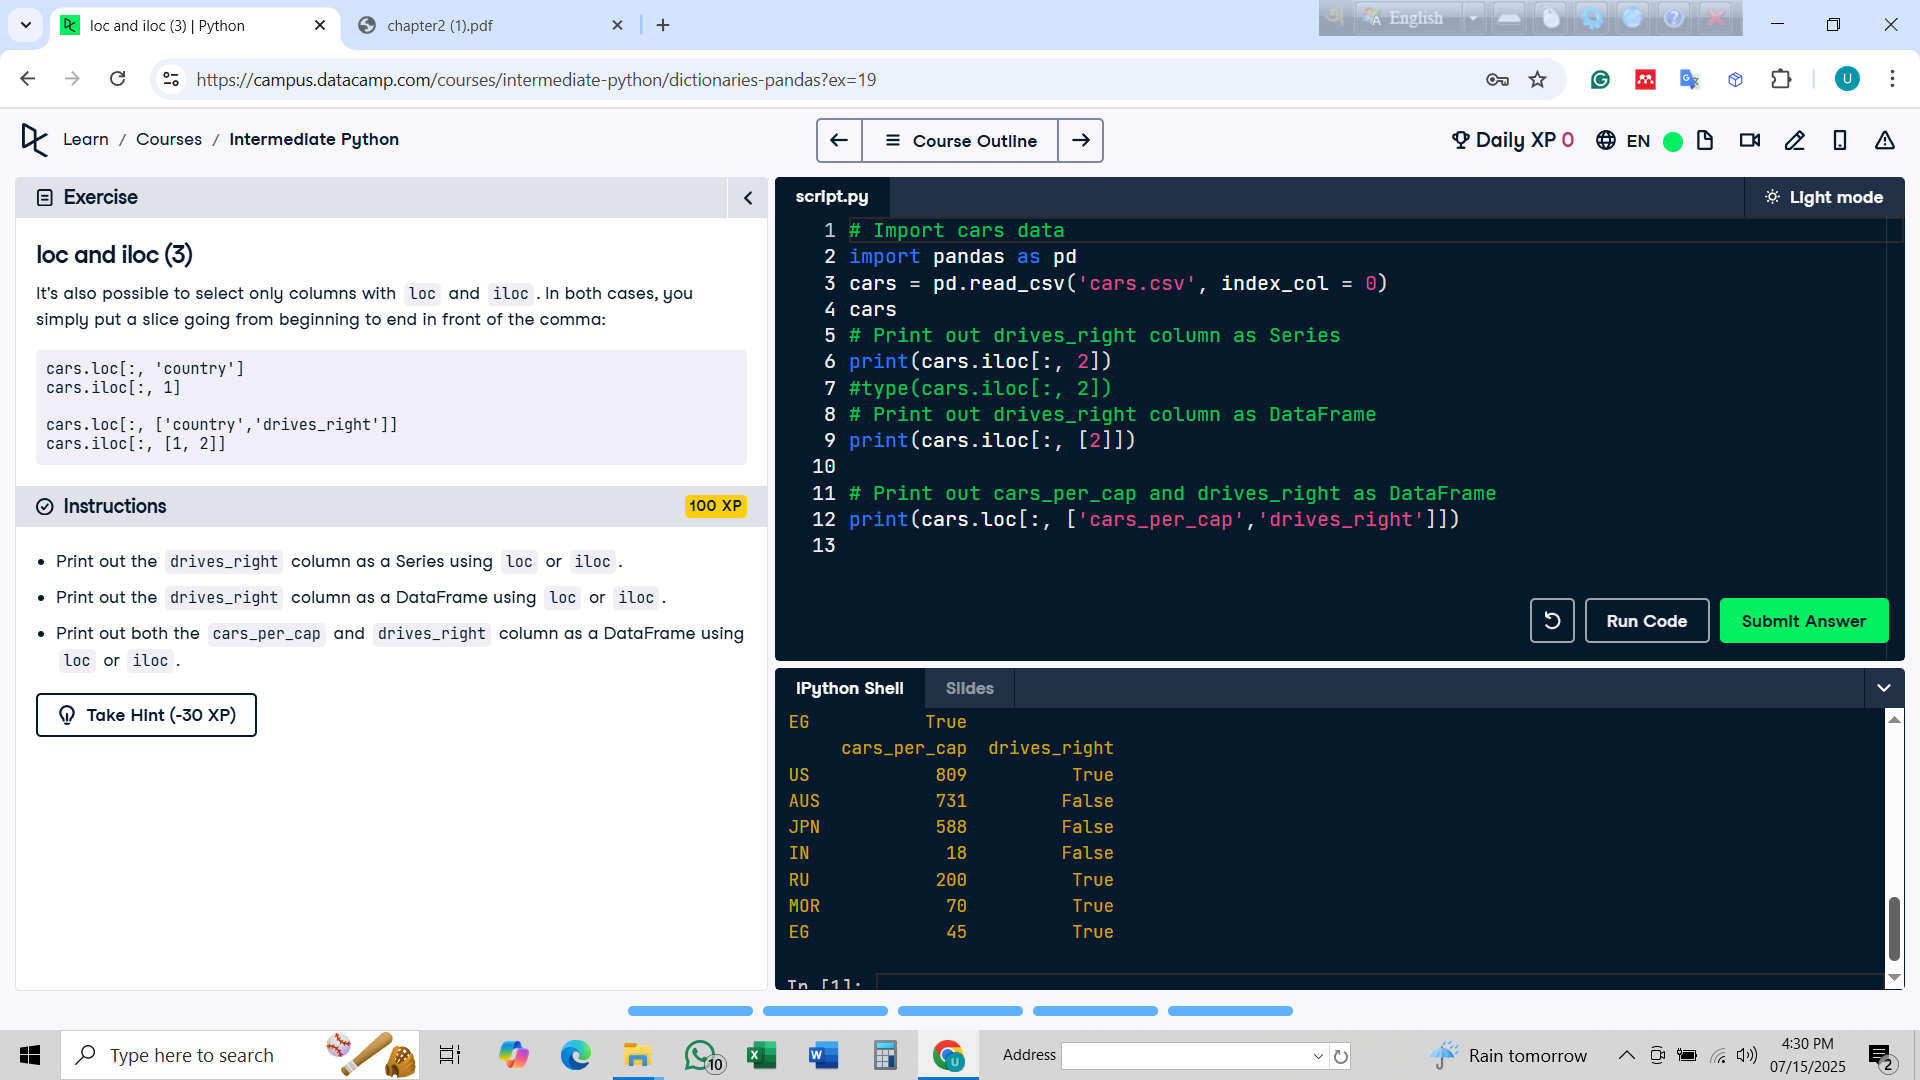 loc and iloc (3) | Python
chapter2 (1).pdf
English
https://campus.datacamp.com/courses/intermediate-python/dictionaries-pandas?ex=19
U
Learn / Courses / Intermediate Python
Course Outline
Daily XP 0
EN
Exercise
loc and iloc (3)
It's also possible to select only columns with loc and iloc. In both cases, you
simply put a slice going from beginning to end in front of the comma:
cars.loc[:, 'country']
cars.iloc[:, 1]
cars.loc[:, ['country','drives_right']]
cars.iloc[:, [1, 2]]
Instructions
100 XP
Print out the drives_right column as a Series using loc or iloc.
Print out the drives_right column as a DataFrame using loc or iloc.
Print out both the cars_per_cap and drives_right column as a DataFrame using
loc or iloc.
Take Hint (-30 XP)
script.py
Light mode
1 # Import cars data
2 import pandas as pd
3 cars = pd.read_csv('cars.csv', index_col = 0)
4 cars
5 # Print out drives_right column as Series
6 print(cars.iloc[:, 2])
7 #type(cars.iloc[:, 2])
8 # Print out drives_right column as DataFrame
9 print(cars.iloc[:, [2]])
10
11 # Print out cars_per_cap and drives_right as DataFrame
12 print(cars.loc[:, ['cars_per_cap','drives_right']])
13
Run Code
Submit Answer
IPython Shell
Slides
EG True
cars_per_cap drives_right
US 809 True
AUS 731 False
JPN 588 False
IN 18 False
RU 200 True
MOR 70 True
EG 45 True
In [1]:
Type here to search
10
Address
Rain tomorrow
4:30 PM
07/15/2025
2